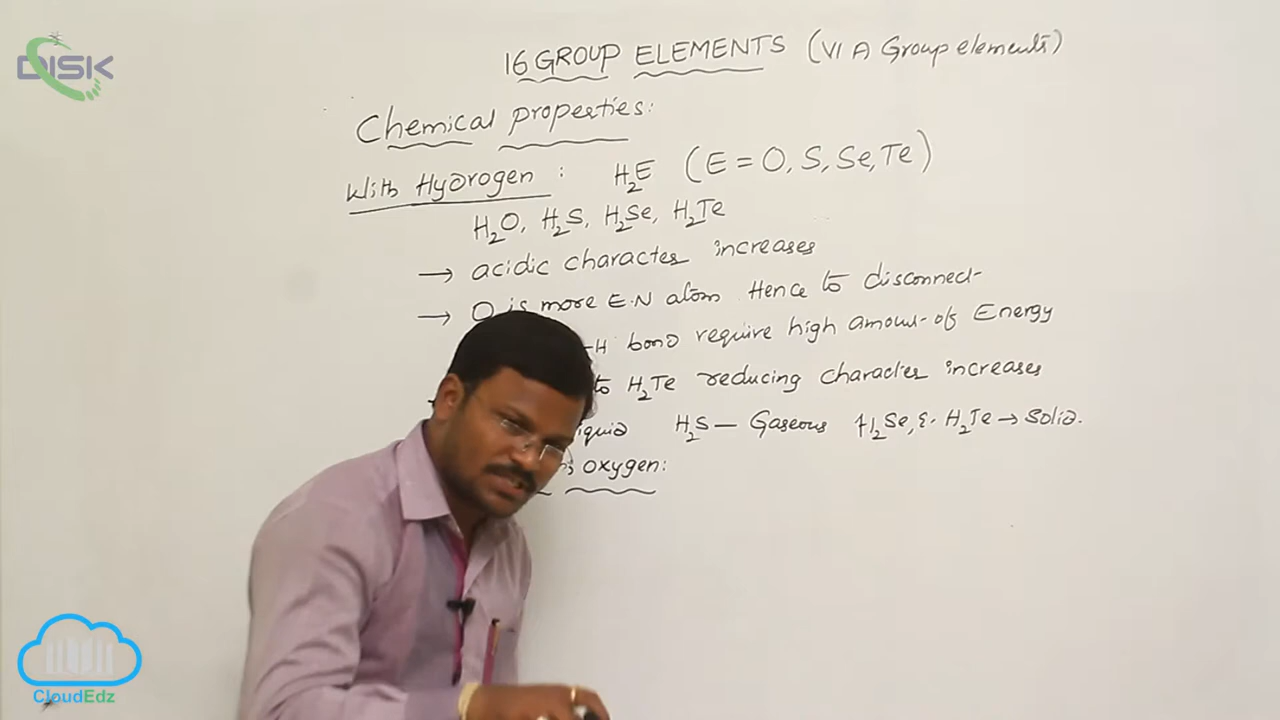 DISK
16 GROUP ELEMENTS (VI A Group elements)
Chemical properties:
With Hydrogen : H2E (E = O, S, Se, Te)
H2O, H2S, H2Se, H2Te
→ acidic character increases
→ O is more E.N atom Hence to disconnect
-H bond require high amount of Energy
to H2Te reducing character increases
iquid H2S — Gaseous H2Se, & H2Te → Solid.
oxygen:
CloudEdz